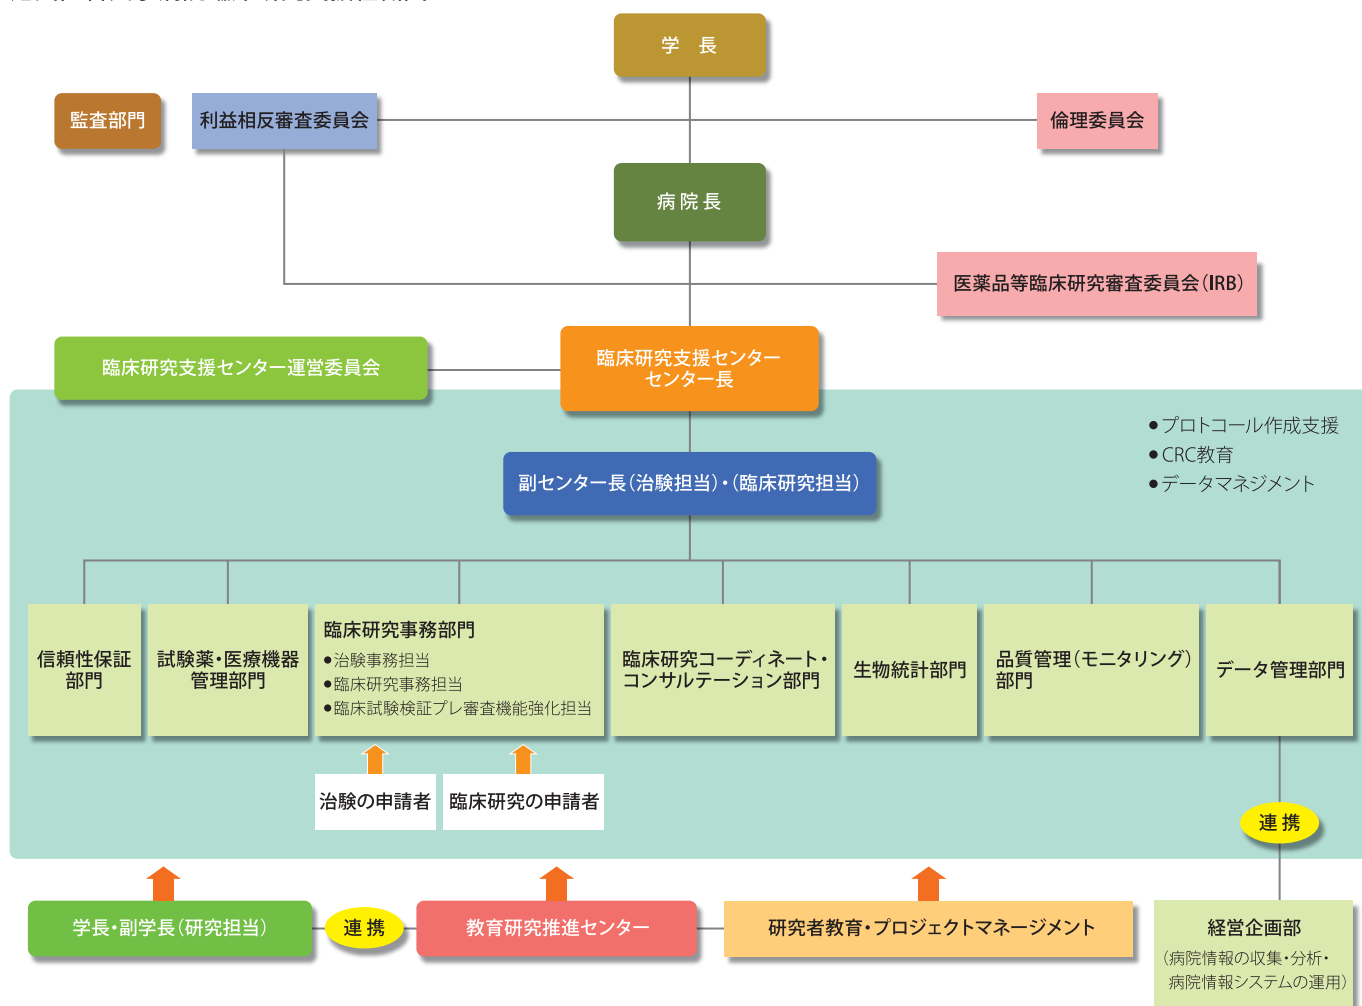 学 長
監査部門
利益相反審査委員会
倫理委員会
病院長
医薬品等臨床研究審査委員会(IRB)
臨床研究支援センター運営委員会
臨床研究支援センター
センター長
●プロトコール作成支援
●CRC教育
●データマネジメント
副センター長(治験担当)・(臨床研究担当)
信頼性保証
部門
試験薬・医療機器
管理部門
臨床研究事務部門
●治験事務担当
●臨床研究事務担当
●臨床試験検証プレ審査機能強化担当
臨床研究コーディネート・
コンサルテーション部門
生物統計部門
品質管理(モニタリング)
部門
データ管理部門
治験の申請者
臨床研究の申請者
連携
学長・副学長(研究担当)
連携
教育研究推進センター
研究者教育・プロジェクトマネージメント
経営企画部
(病院情報の収集・分析・
病院情報システムの運用)